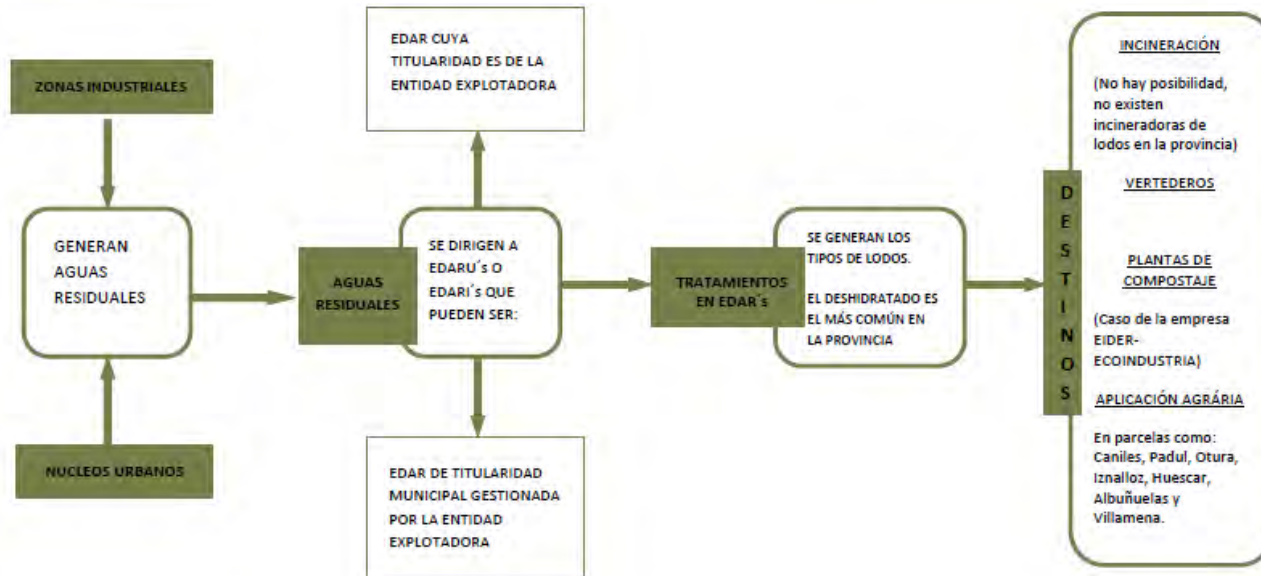 ZONAS INDUSTRIALES
GENERAN
AGUAS
RESIDUALES
NUCLEOS URBANOS
EDAR CUYA
TITULARIDAD ES DE LA
ENTIDAD EXPLOTADORA
AGUAS
RESIDUALES
SE DIRIGEN A
EDARU´s O
EDARI´s QUE
PUEDEN SER:
EDAR DE TITULARIDAD
MUNICIPAL GESTIONADA
POR LA ENTIDAD
EXPLOTADORA
TRATAMIENTOS
EN EDAR´s
SE GENERAN LOS
TIPOS DE LODOS.
EL DESHIDRATADO ES
EL MÁS COMÚN EN
LA PROVINCIA
DESTINOS
INCINERACIÓN
(No hay posibilidad,
no existen
incineradoras de
lodos en la provincia)
VERTEDEROS
PLANTAS DE
COMPOSTAJE
(Caso de la empresa
EIDER-
ECOINDUSTRIA)
APLICACIÓN AGRÁRIA
En parcelas como:
Caniles, Padul, Otura,
Iznalloz, Huescar,
Albuñuelas y
Villamena.